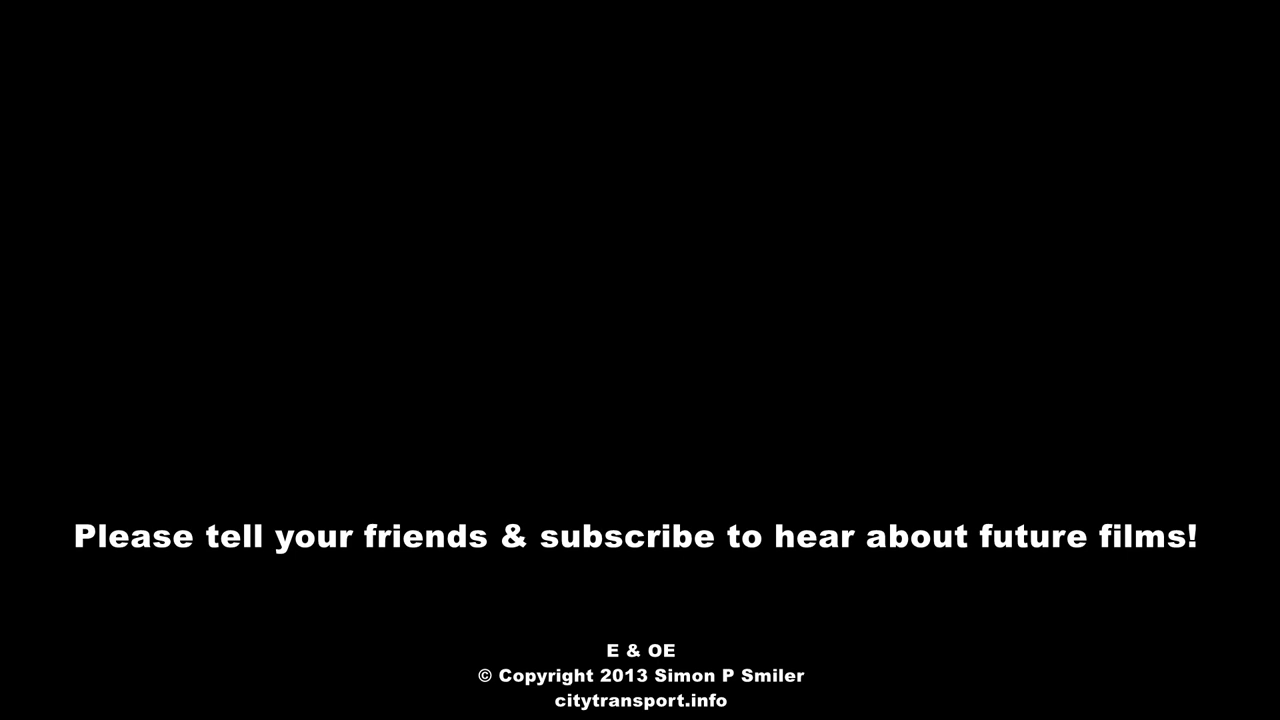 Please tell your friends & subscribe to hear about future films!
E & OE
© Copyright 2013 Simon P Smiler
citytransport.info